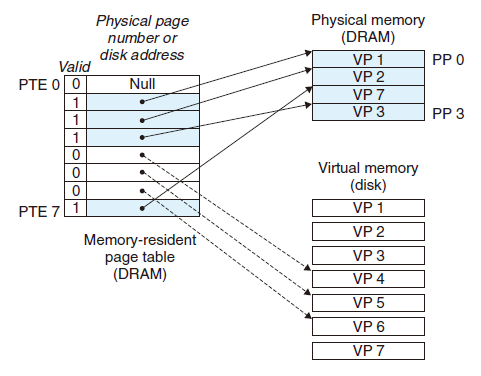 Physical page
number or
disk address
Valid
PTE 0
0
Null
1
1
1
0
0
0
PTE 7
1
Memory-resident
page table
(DRAM)
Physical memory
(DRAM)
VP 1
PP 0
VP 2
VP 7
VP 3
PP 3
Virtual memory
(disk)
VP 1
VP 2
VP 3
VP 4
VP 5
VP 6
VP 7